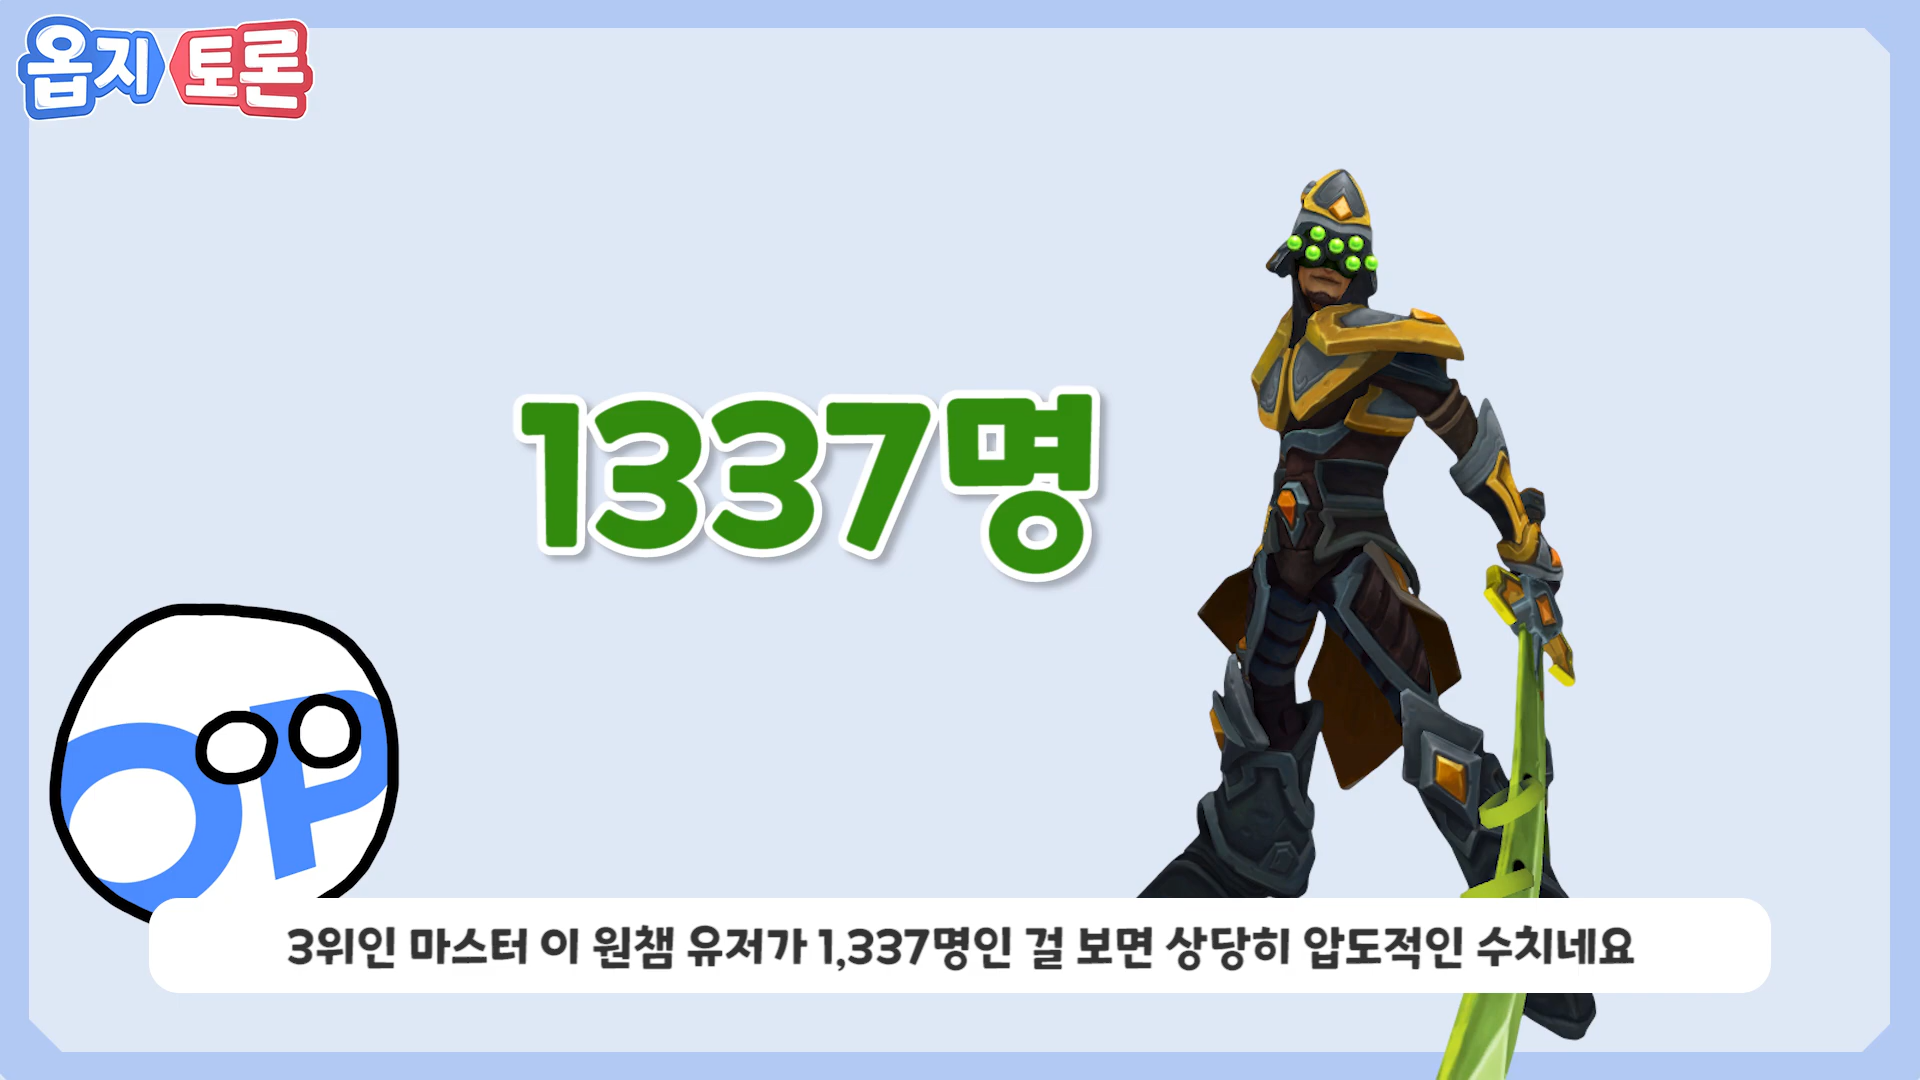 옵지 토론
1337명
OP
3위인 마스터 이 원챔 유저가 1,337명인 걸 보면 상당히 압도적인 수치네요